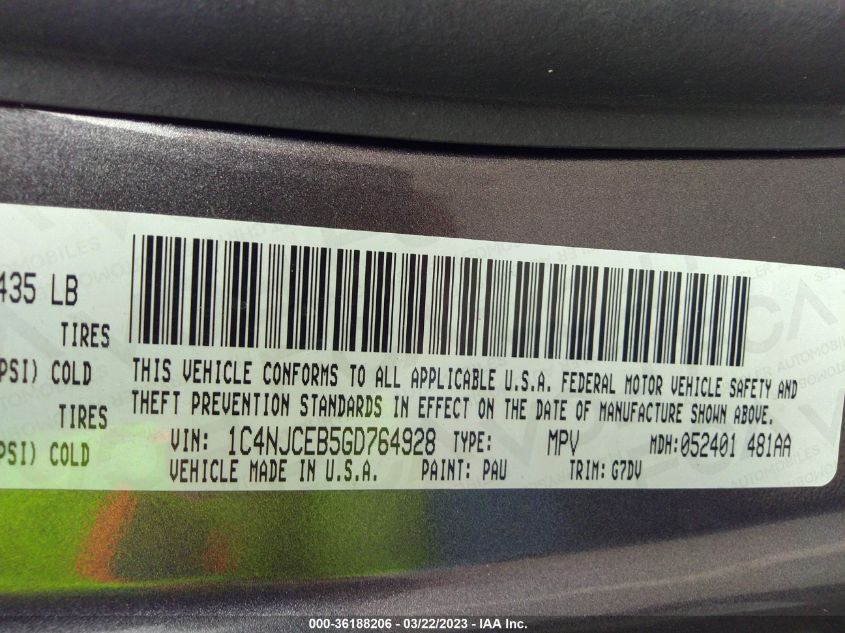 435 LB
TIRES
PSI) COLD
TIRES
PSI) COLD
THIS VEHICLE CONFORMS TO ALL APPLICABLE U.S.A. FEDERAL MOTOR VEHICLE SAFETY AND
THEFT PREVENTION STANDARDS IN EFFECT ON THE DATE OF MANUFACTURE SHOWN ABOVE.
VIN: 1C4NJCEB5GD764928 TYPE: MPV MDH:052401 481AA
VEHICLE MADE IN U.S.A. PAINT: PAU TRIM: G7DV
000-36188206 - 03/22/2023 - IAA Inc.